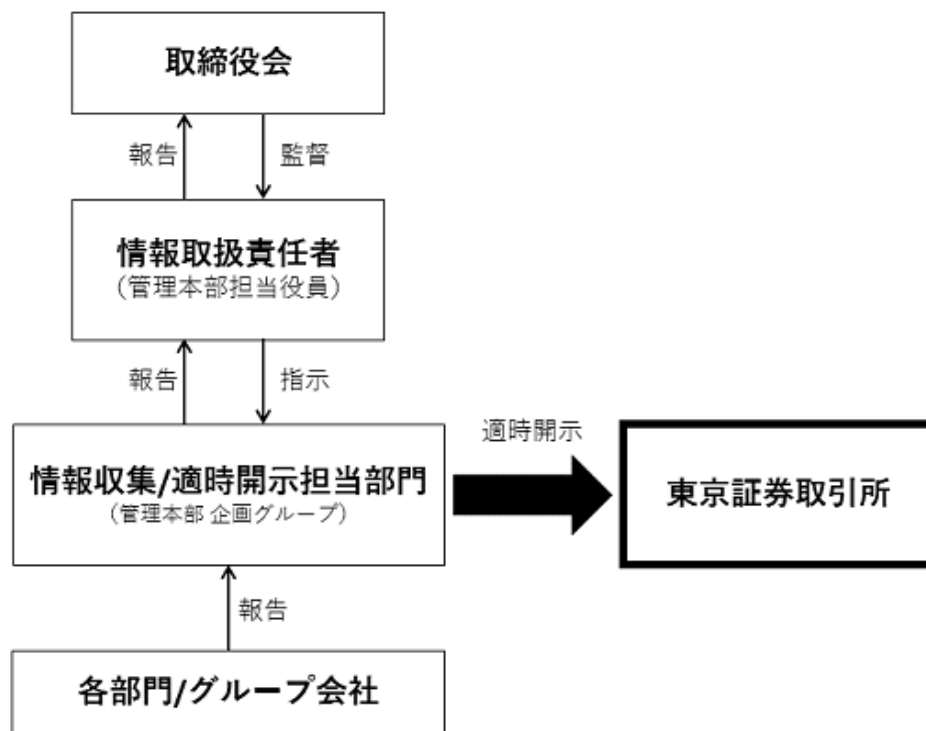 取締役会
報告
監督
情報取扱責任者
(管理本部担当役員)
報告
指示
情報収集/適時開示担当部門
(管理本部 企画グループ)
適時開示
東京証券取引所
報告
各部門/グループ会社